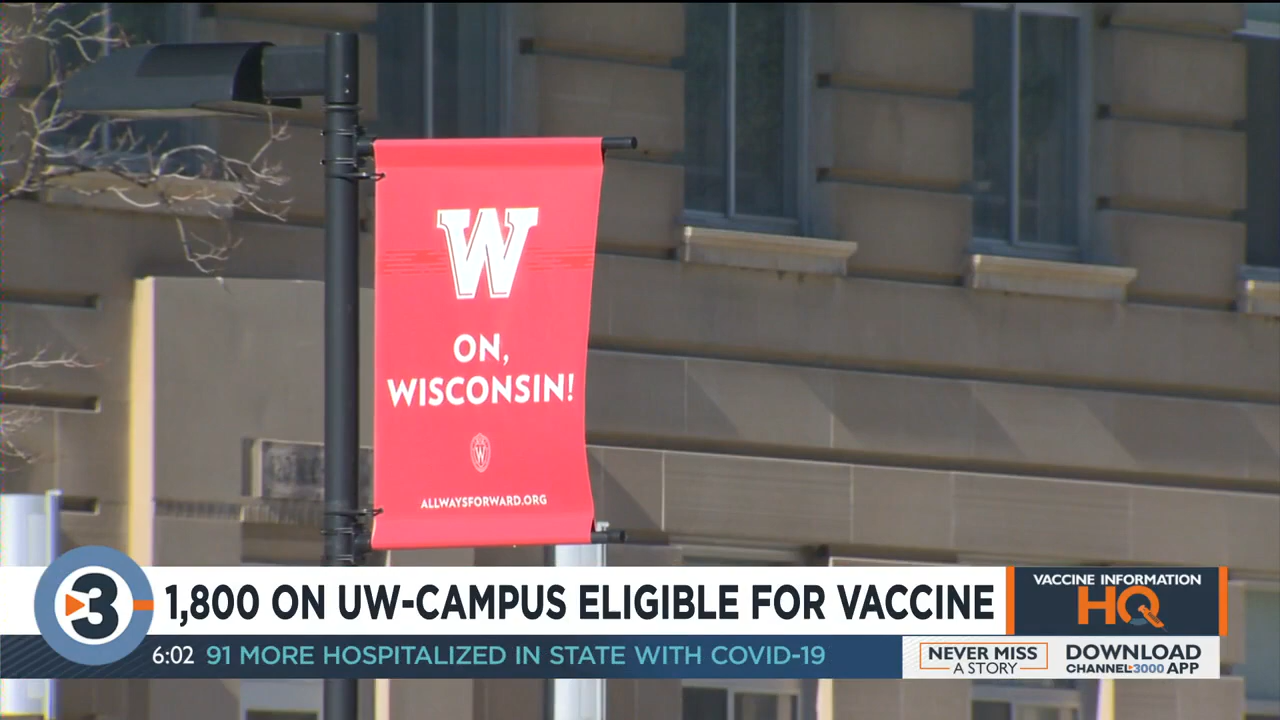 W
ON,
WISCONSIN!
W
ALLWAYSFORWARD.ORG
3
1,800 ON UW-CAMPUS ELIGIBLE FOR VACCINE
VACCINE INFORMATION
HQ
6:02 91 MORE HOSPITALIZED IN STATE WITH COVID-19
NEVER MISS
A STORY
DOWNLOAD
CHANNEL3000 APP